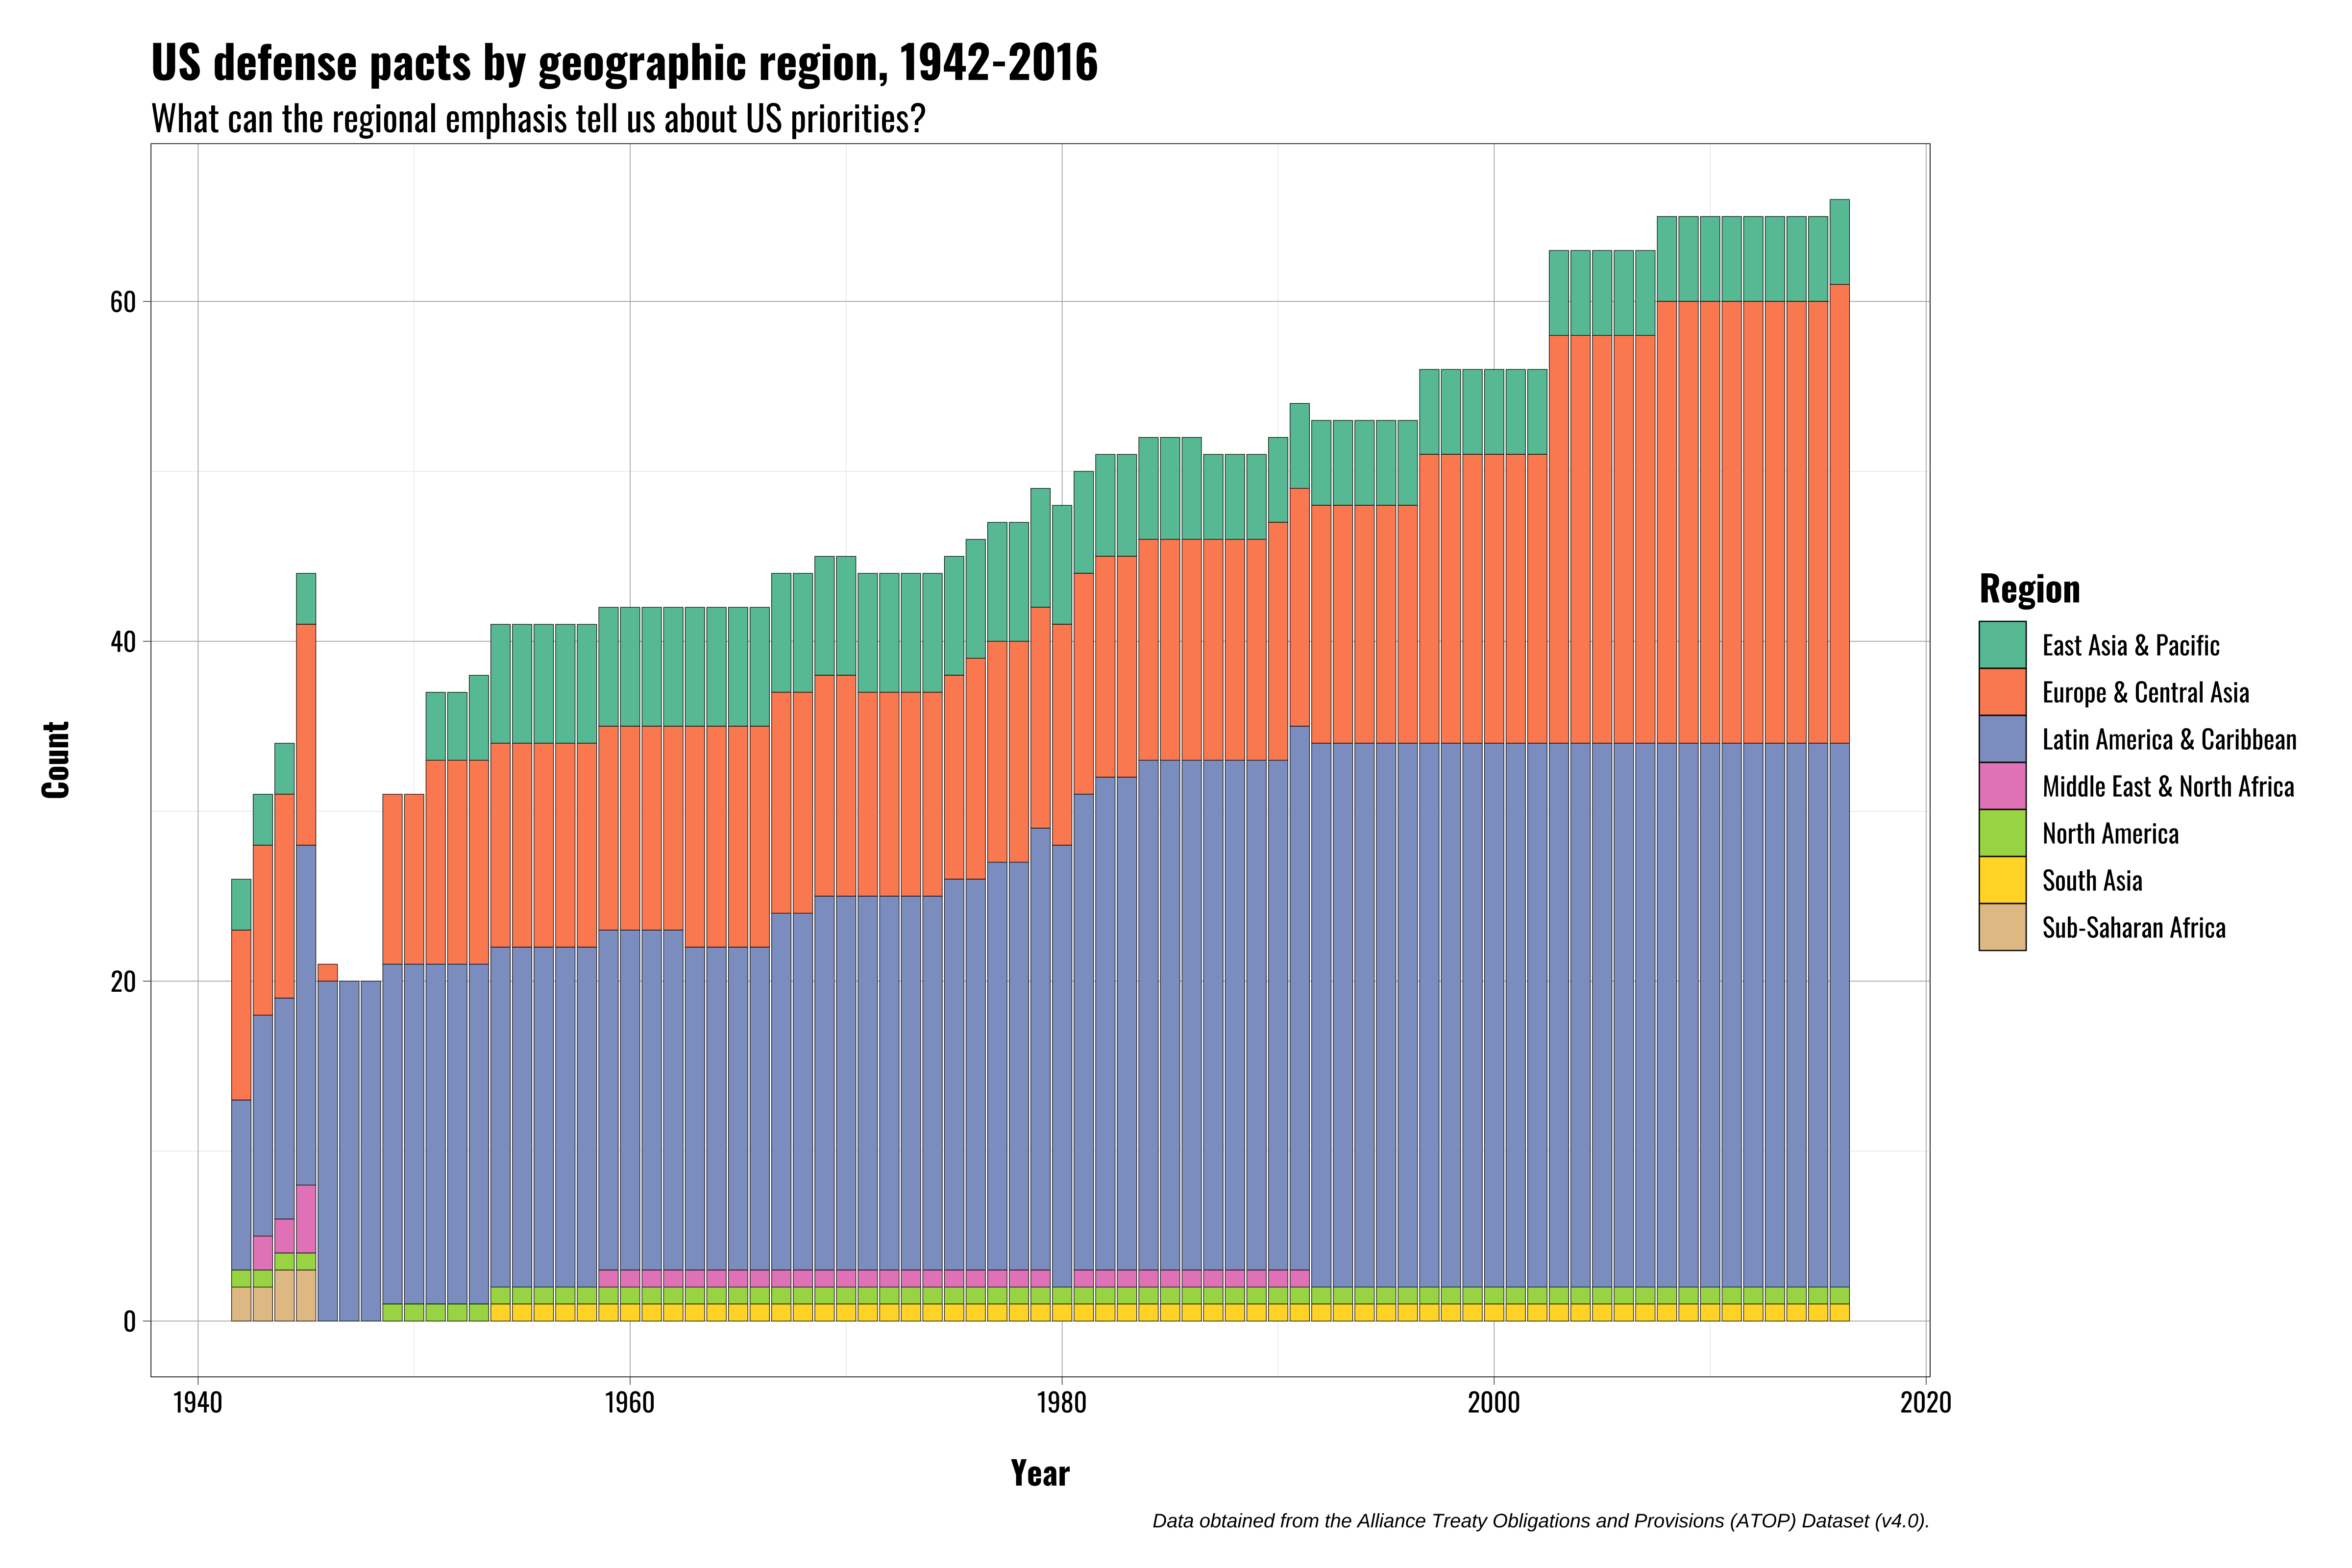 US defense pacts by geographic region, 1942-2016
What can the regional emphasis tell us about US priorities?
60
40
20
0
Count
1940
1960
1980
2000
2020
Year
Region
East Asia & Pacific
Europe & Central Asia
Latin America & Caribbean
Middle East & North Africa
North America
South Asia
Sub-Saharan Africa
Data obtained from the Alliance Treaty Obligations and Provisions (ATOP) Dataset (v4.0).